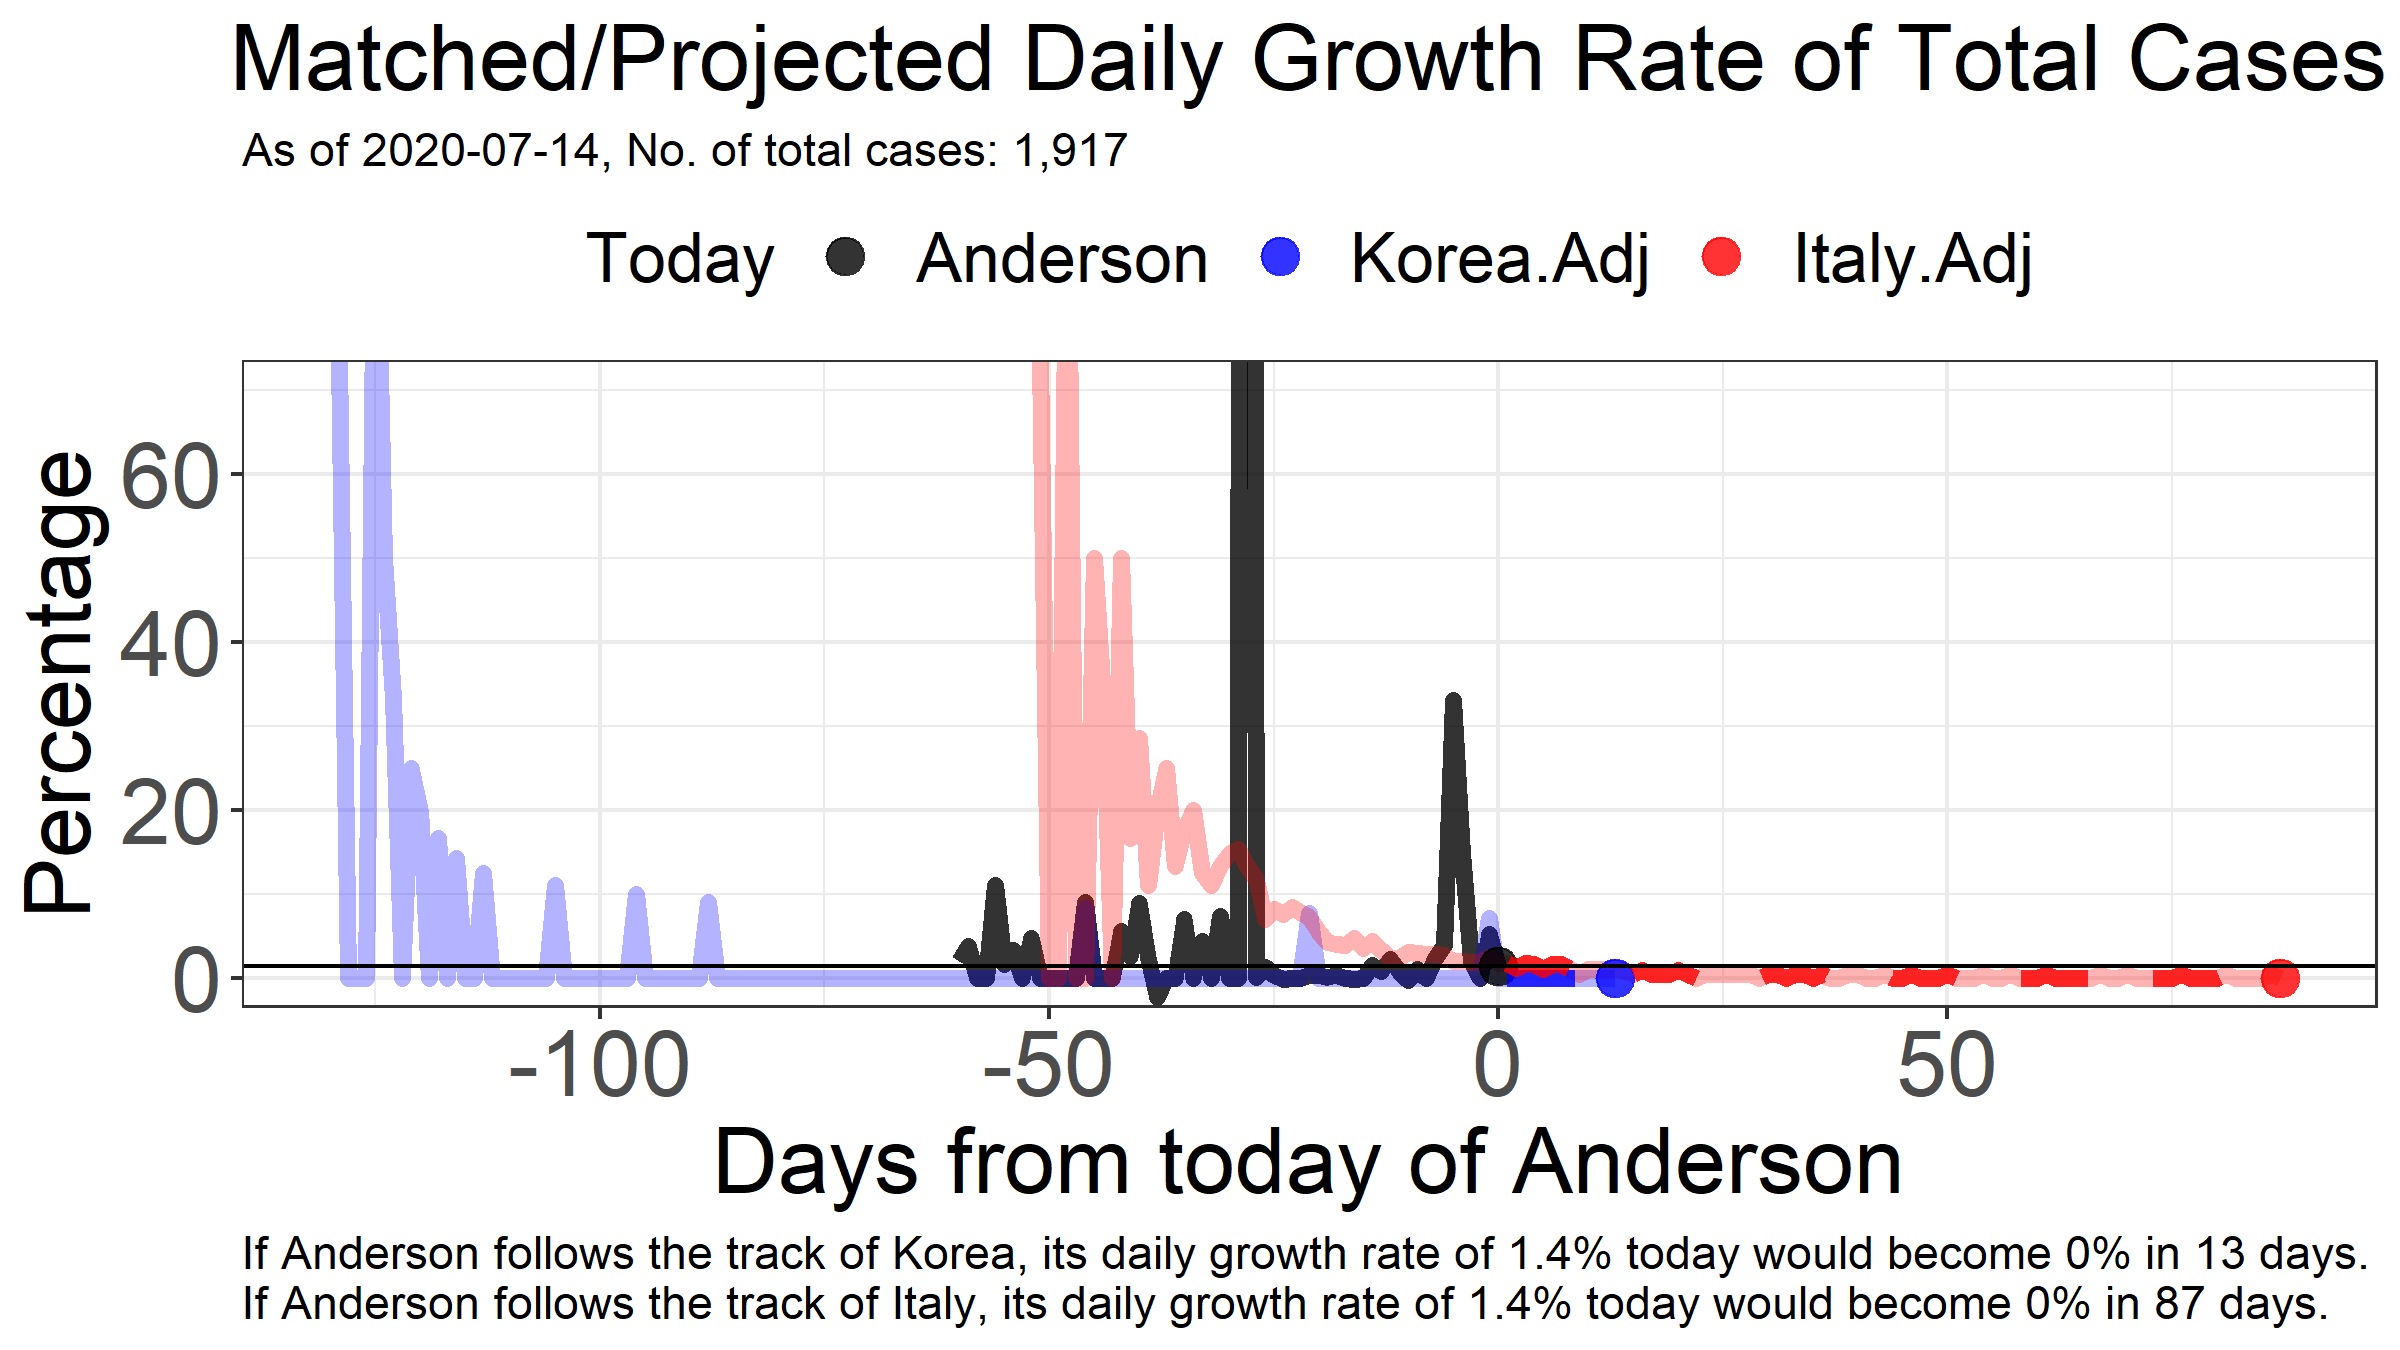 Matched/Projected Daily Growth Rate of Total Cases
As of 2020-07-14, No. of total cases: 1,917
Today Anderson Korea.Adj Italy.Adj
Percentage
60
40
20
0
-100 -50 0 50
Days from today of Anderson
If Anderson follows the track of Korea, its daily growth rate of 1.4% today would become 0% in 13 days.
If Anderson follows the track of Italy, its daily growth rate of 1.4% today would become 0% in 87 days.